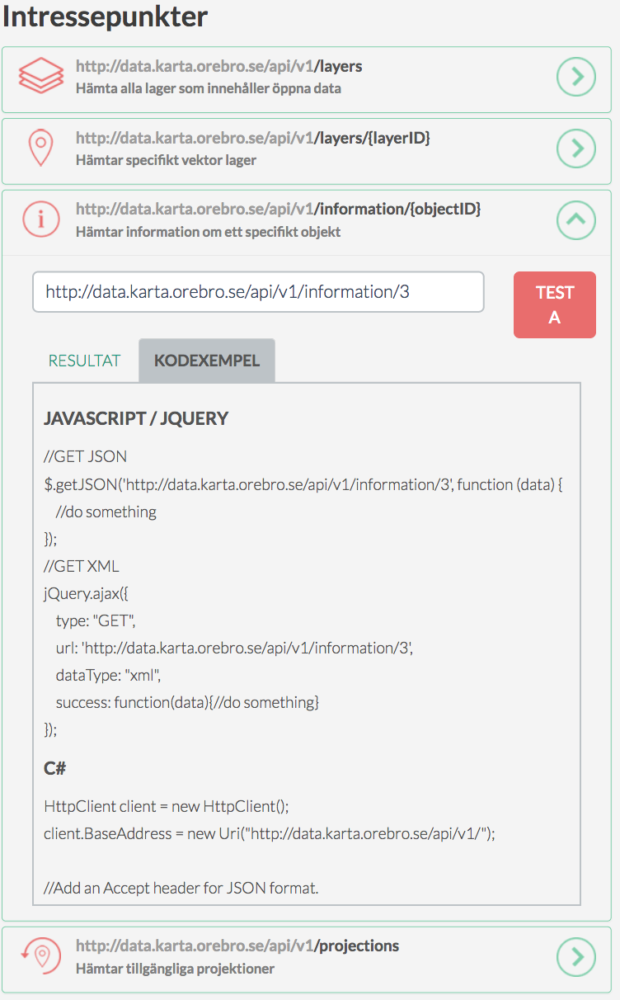 Intressepunkter
http://data.karta.orebro.se/api/v1/layers
Hämta alla lager som innehåller öppna data
http://data.karta.orebro.se/api/v1/layers/{layerID}
Hämtar specifikt vektor lager
http://data.karta.orebro.se/api/v1/information/{objectID}
Hämtar information om ett specifikt objekt
http://data.karta.orebro.se/api/v1/information/3
TEST
A
RESULTAT KODEXEMPEL
JAVASCRIPT / JQUERY
//GET JSON
$.getJSON('http://data.karta.orebro.se/api/v1/information/3', function (data) {
//do something
});
//GET XML
jQuery.ajax({
type: "GET",
url: 'http://data.karta.orebro.se/api/v1/information/3',
dataType: "xml",
success: function(data){//do something}
});
C#
HttpClient client = new HttpClient();
client.BaseAddress = new Uri("http://data.karta.orebro.se/api/v1/");
//Add an Accept header for JSON format.
http://data.karta.orebro.se/api/v1/projections
Hämtar tillgängliga projektioner